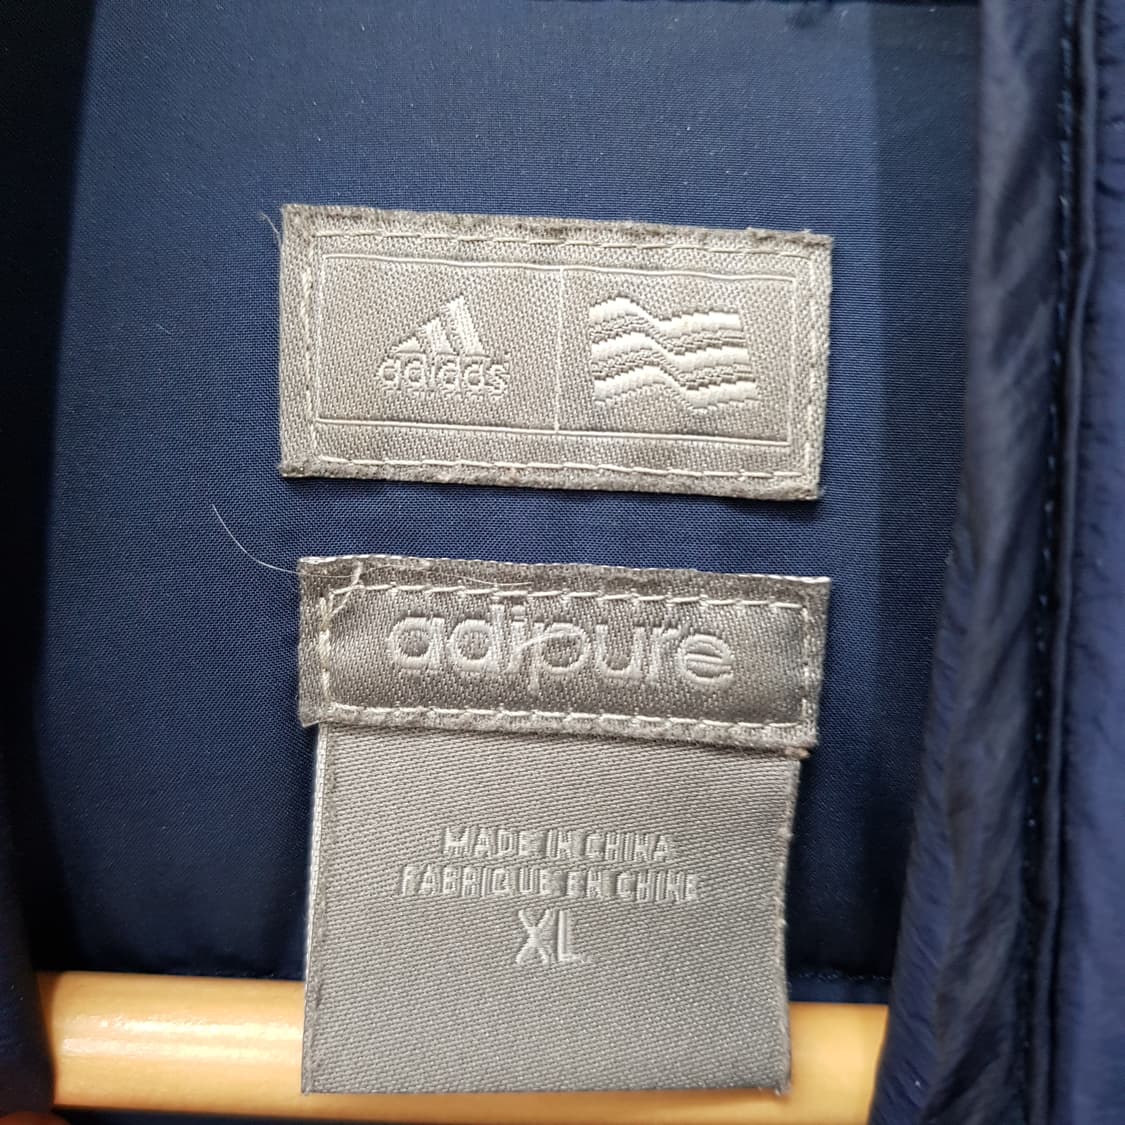 adidas
adipure
MADE IN CHINA
FABRIQUE EN CHINE
XL